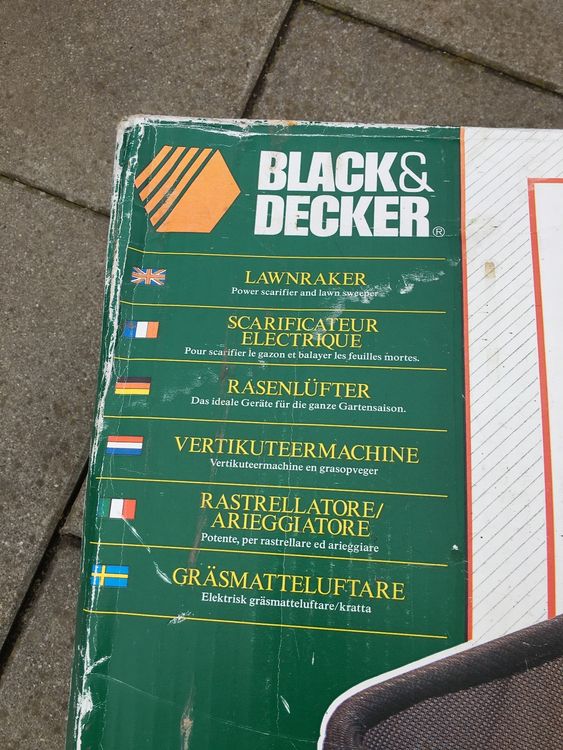 BLACK&
DECKER®
LAWNRAKER
Power scarifier and lawn sweeper
SCARIFICATEUR
ELECTRIQUE
Pour scarifier le gazon et balayer les feuilles mortes.
RASENLÜFTER
Das ideale Geräte für die ganze Gartensaison.
VERTIKUTEERMACHINE
Vertikuteermachine en grasopveger
RASTRELLATORE/
ARIEGGIATORE
Potente, per rastrellare ed arieggiare
GRÄSMATTELUFTARE
Elektrisk gräsmatteluftare/kratta